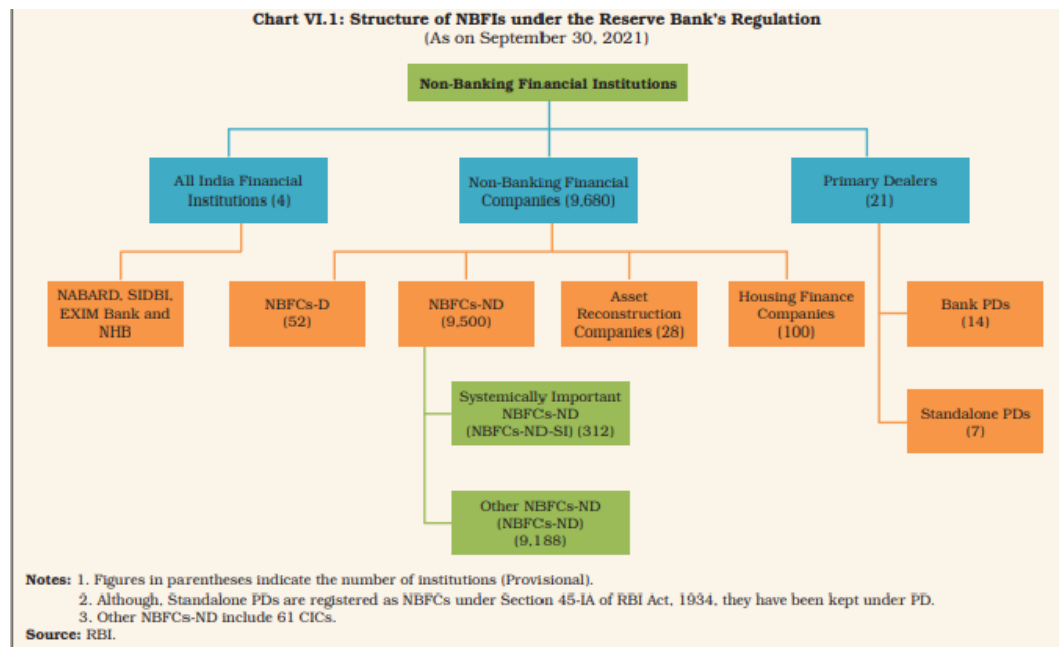 Chart VI.1: Structure of NBFIs under the Reserve Bank's Regulation
(As on September 30, 2021)
Non-Banking Financial Institutions
All India Financial
Institutions (4)
Non-Banking Financial
Companies (9,680)
Primary Dealers
(21)
NABARD, SIDBI,
EXIM Bank and
NHB
NBFCs-D
(52)
NBFCs-ND
(9,500)
Asset
Reconstruction
Companies (28)
Housing Finance
Companies
(100)
Bank PDs
(14)
Systemically Important
NBFCs-ND
(NBFCs-ND-SI) (312)
Standalone PDs
(7)
Other NBFCs-ND
(NBFCs-ND)
(9,188)
Notes: 1. Figures in parentheses indicate the number of institutions (Provisional).
2. Although, Standalone PDs are registered as NBFCs under Section 45-IA of RBI Act, 1934, they have been kept under PD.
3. Other NBFCs-ND include 61 CICs.
Source: RBI.